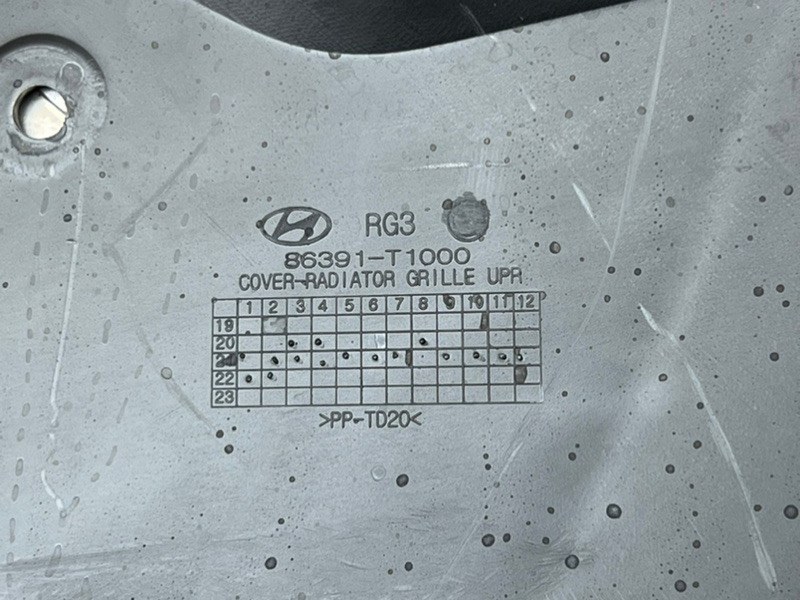 RG3
86391-T1000
COVER-RADIATOR GRILLE UPR
1 2 3 4 5 6 7 8 9 10 11 12
19
20
21
22
23
>PP-TD20<